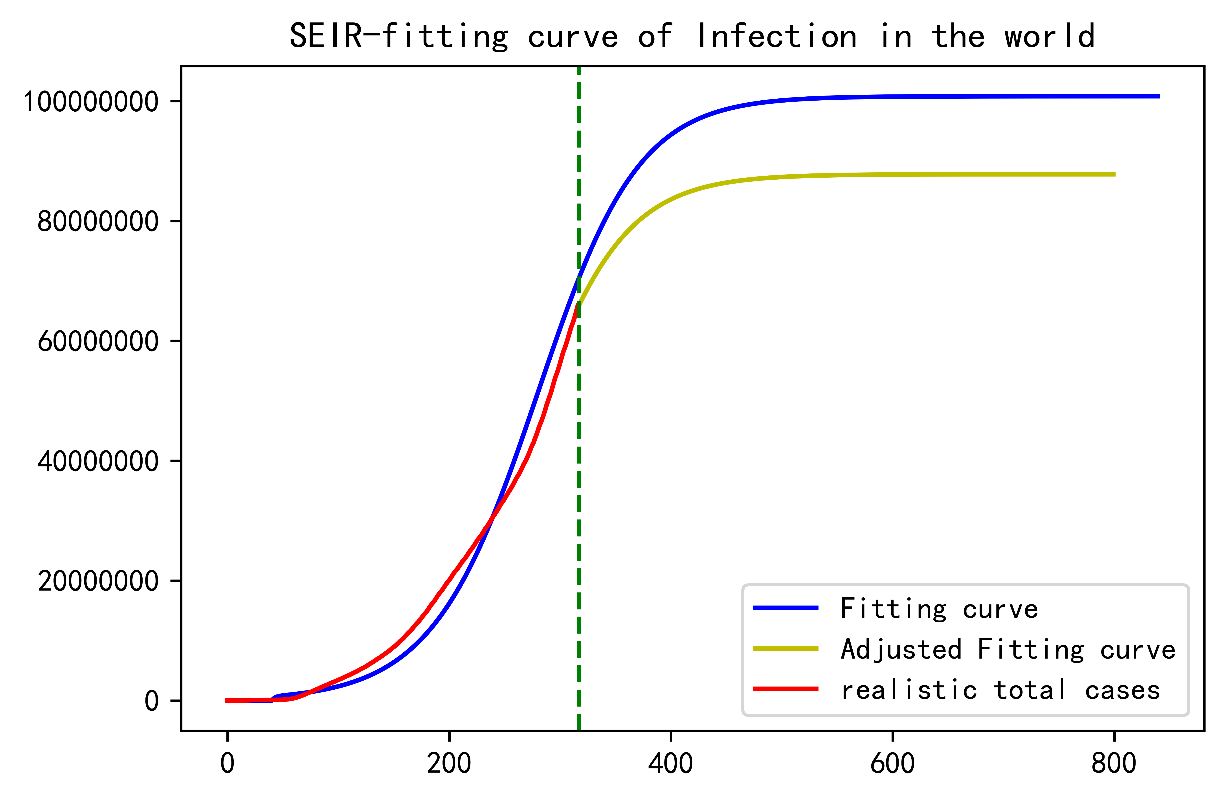 SEIR-fitting curve of Infection in the world
100000000
80000000
60000000
40000000
20000000
0
Fitting curve
Adjusted Fitting curve
realistic total cases
0 200 400 600 800